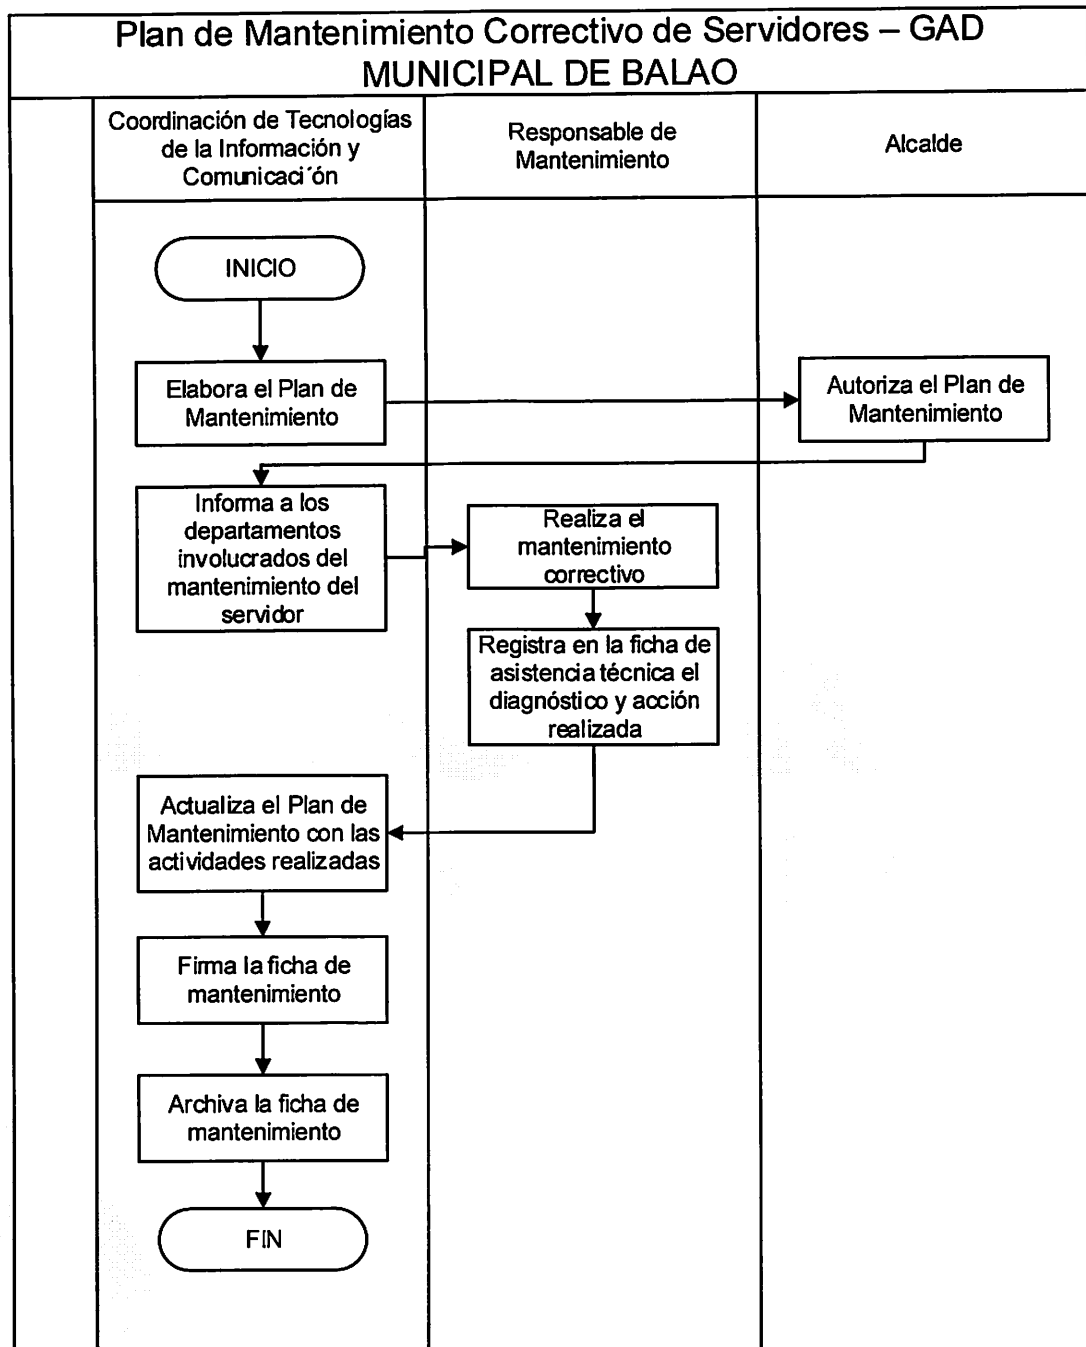 Plan de Mantenimiento Correctivo de Servidores – GAD
MUNICIPAL DE BALAO
Coordinación de Tecnologías
de la Información y
Comunicaci´ón
Responsable de
Mantenimiento
Alcalde
INICIO
Elabora el Plan de
Mantenimiento
Autoriza el Plan de
Mantenimiento
Informa a los
departamentos
involucrados del
mantenimiento del
servidor
Realiza el
mantenimiento
correctivo
Registra en la ficha de
asistencia técnica el
diagnóstico y acción
realizada
Actualiza el Plan de
Mantenimiento con las
actividades realizadas
Firma la ficha de
mantenimiento
Archiva la ficha de
mantenimiento
FIN